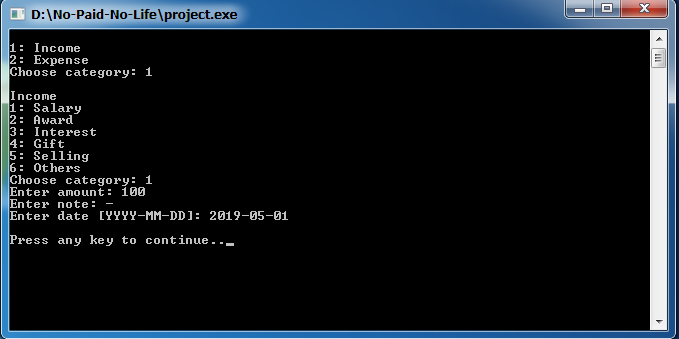 D:\No-Paid-No-Life\project.exe
1: Income
2: Expense
Choose category: 1
Income
1: Salary
2: Award
3: Interest
4: Gift
5: Selling
6: Others
Choose category: 1
Enter amount: 100
Enter note: -
Enter date [YYYY-MM-DD]: 2019-05-01
Press any key to continue.._